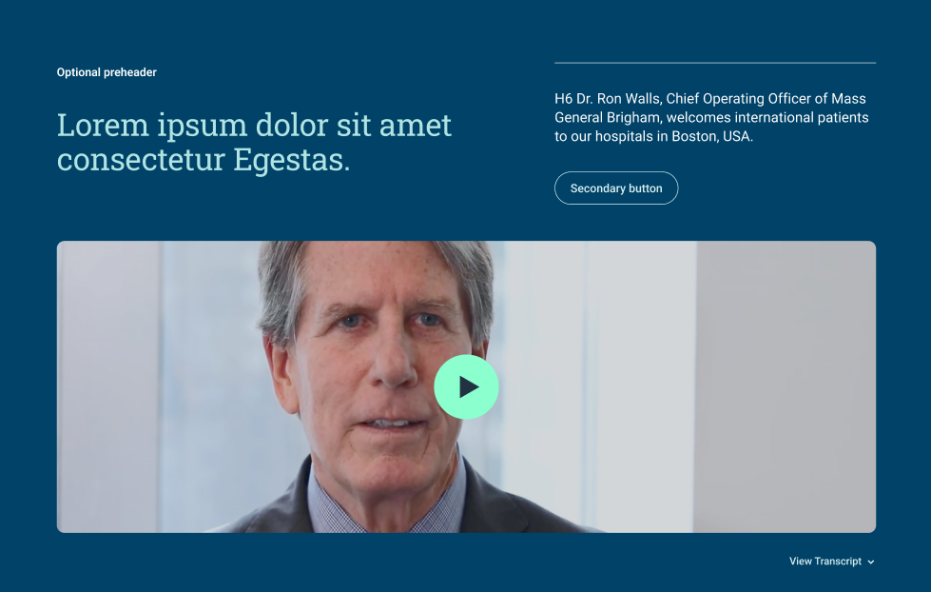 Optional preheader
Lorem ipsum dolor sit amet
consectetur Egestas.
H6 Dr. Ron Walls, Chief Operating Officer of Mass
General Brigham, welcomes international patients
to our hospitals in Boston, USA.
Secondary button
View Transcript